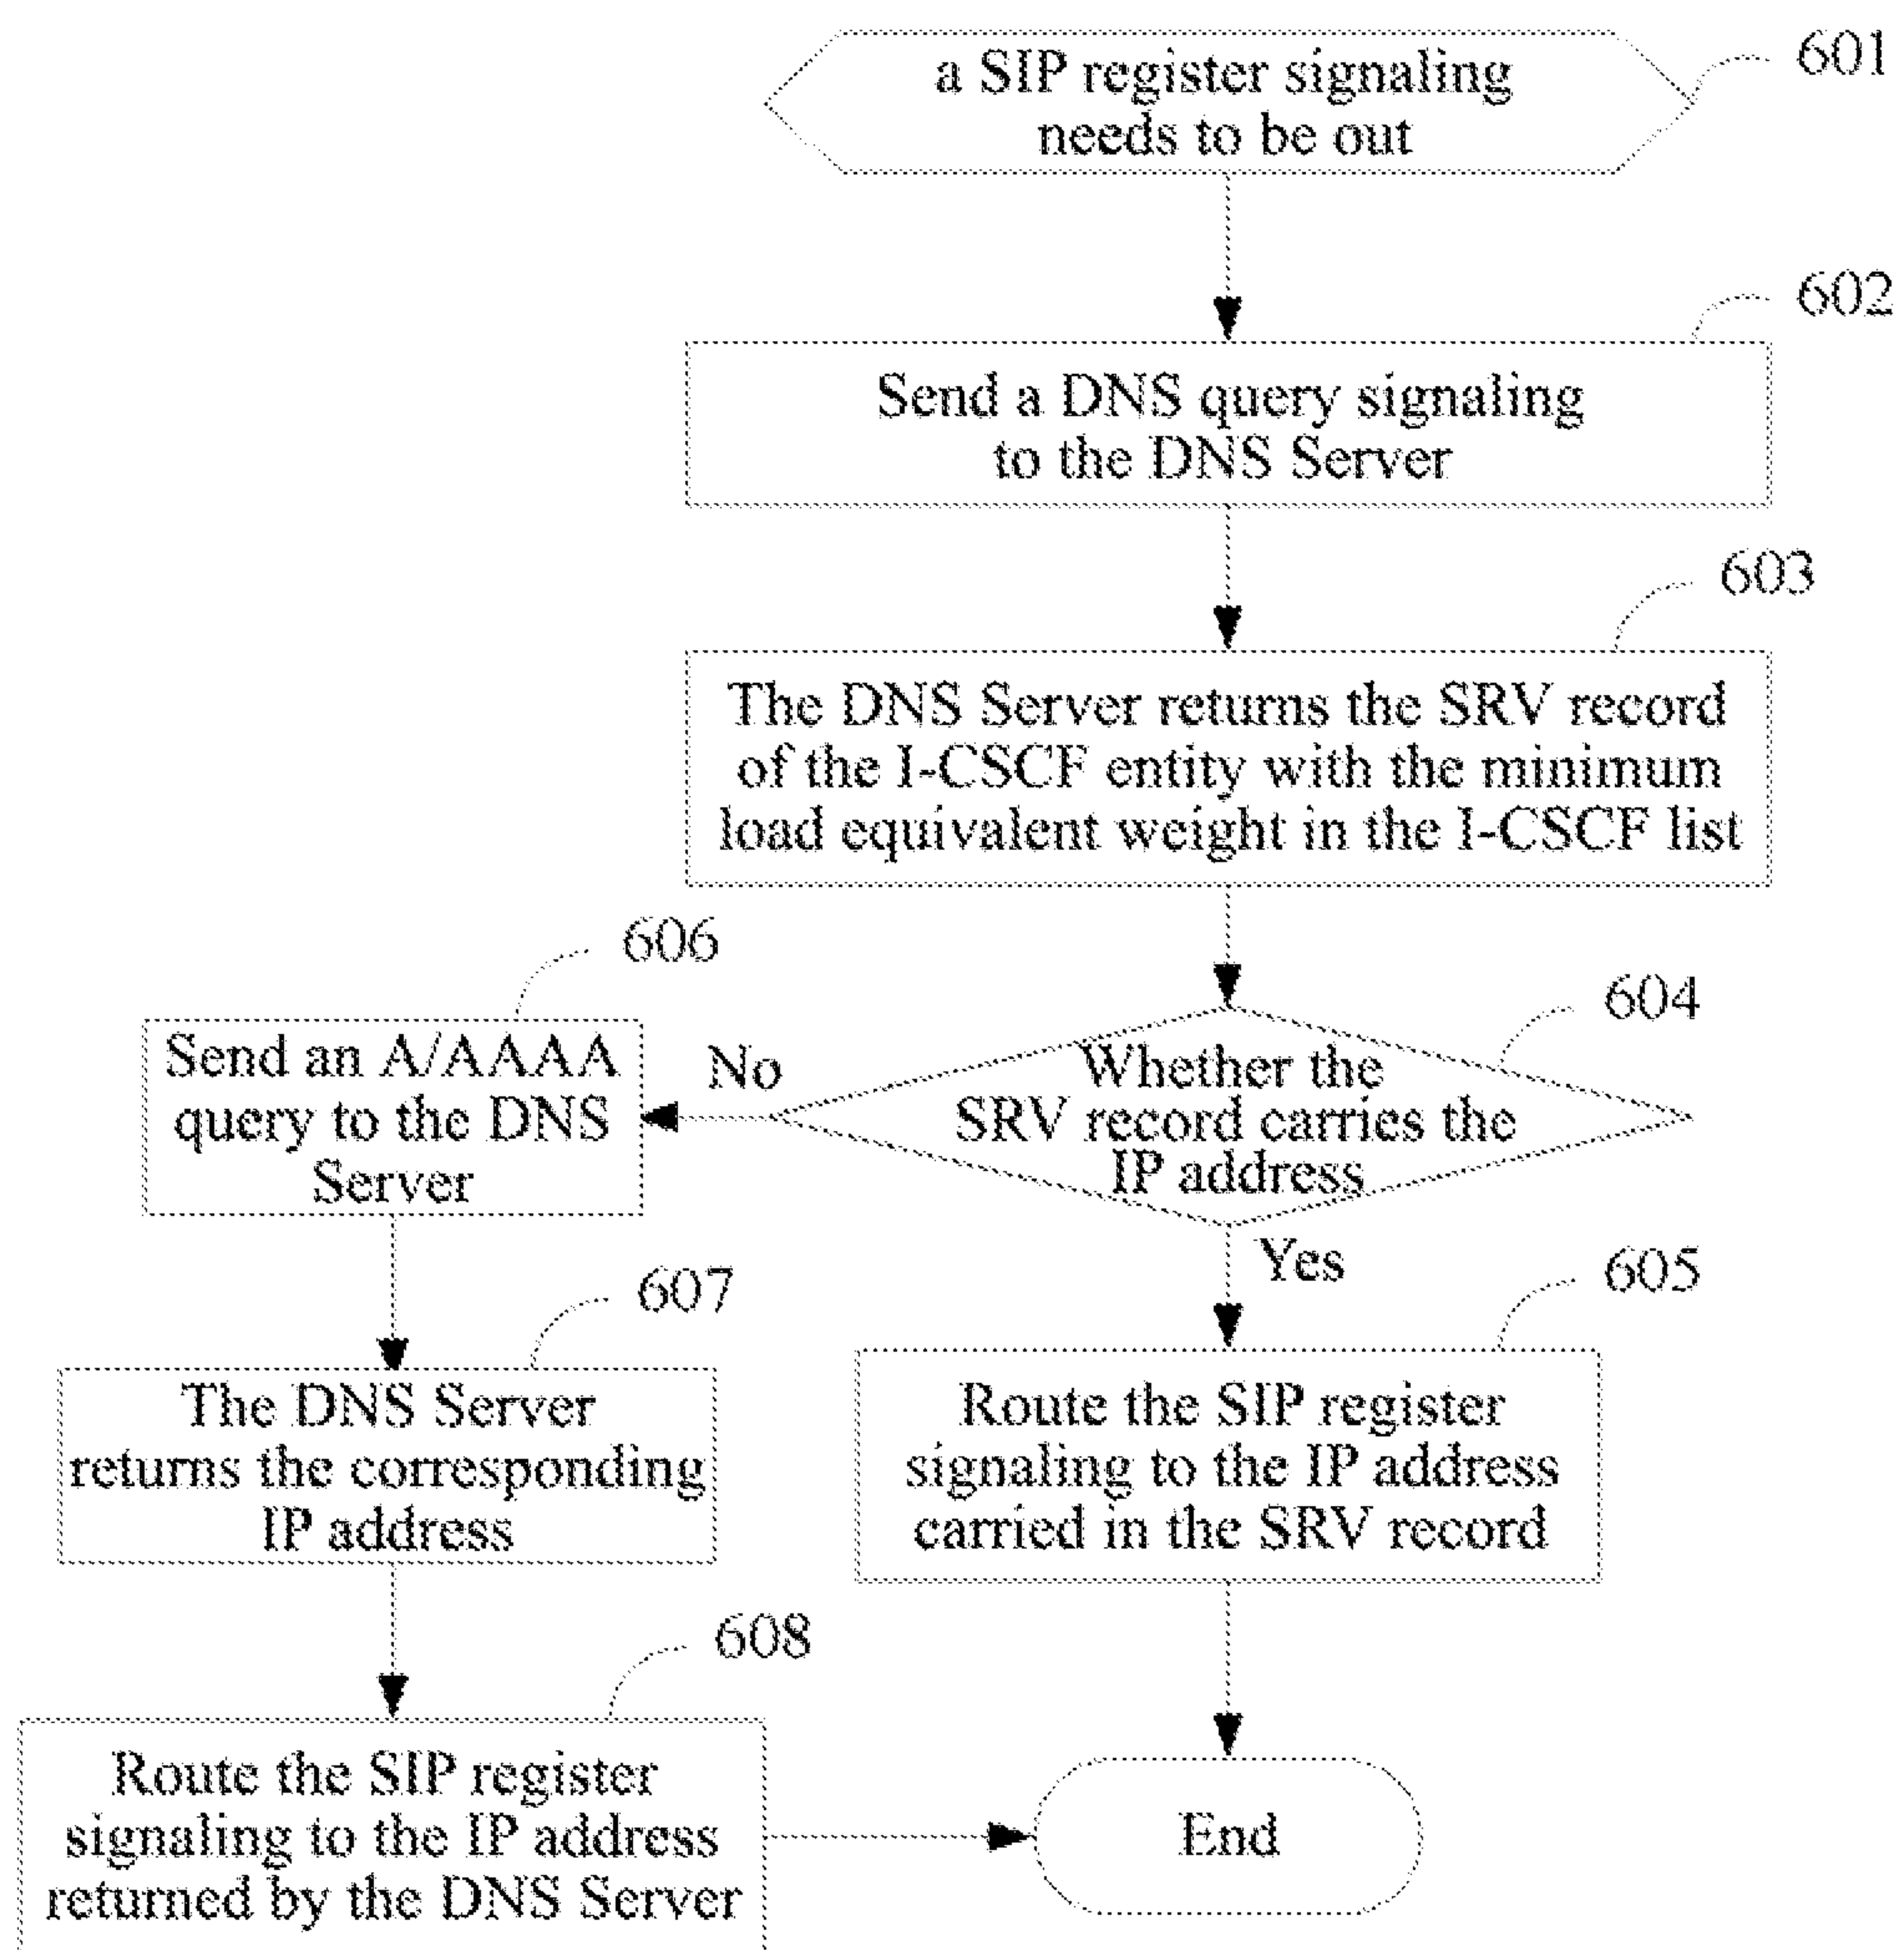 a SIP register signaling
needs to be out
601
602
Send a DNS query signaling
to the DNS Server
603
The DNS Server returns the SRV record
of the I-CSCF entity with the minimum
load equivalent weight in the I-CSCF list
604
Whether the
SRV record carries the
IP address
No
Yes
606
Send an A/AAAA
query to the DNS
Server
605
Route the SIP register
signaling to the IP address
carried in the SRV record
607
The DNS Server
returns the corresponding
IP address
608
Route the SIP register
signaling to the IP address
returned by the DNS Server
End